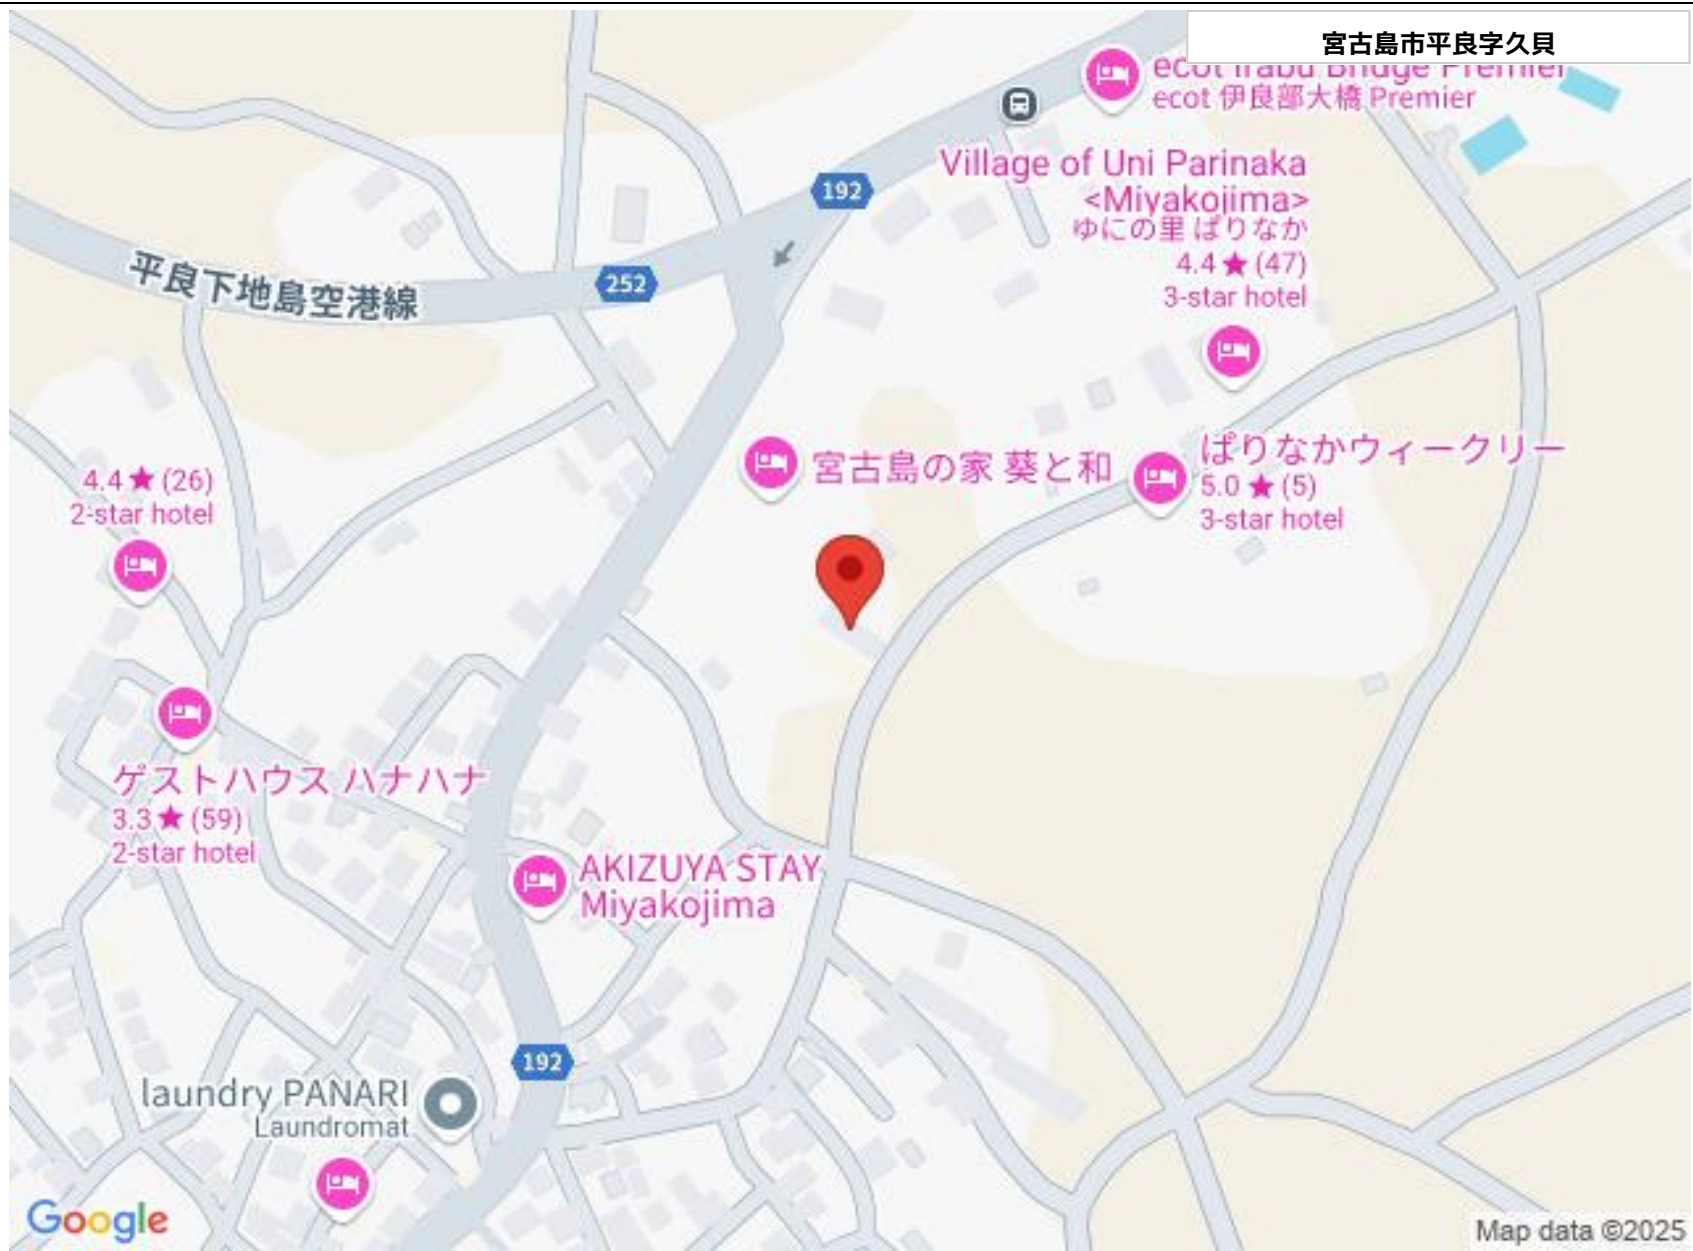 宮古島市平良字久貝
ecot Irabu Bridge Premier
ecot 伊良部大橋 Premier
Village of Uni Parinaka
<Miyakojima>
ゆにの里 ぱりなか
4.4★(47)
3-star hotel
192
252
平良下地島空港線
宮古島の家 葵と和
ぱりなかウィークリー
5.0★(5)
3-star hotel
4.4★(26)
2-star hotel
ゲストハウス ハナハナ
3.3★(59)
2-star hotel
AKIZUYA STAY
Miyakojima
192
laundry PANARI
Laundromat
Google
Map data ©2025